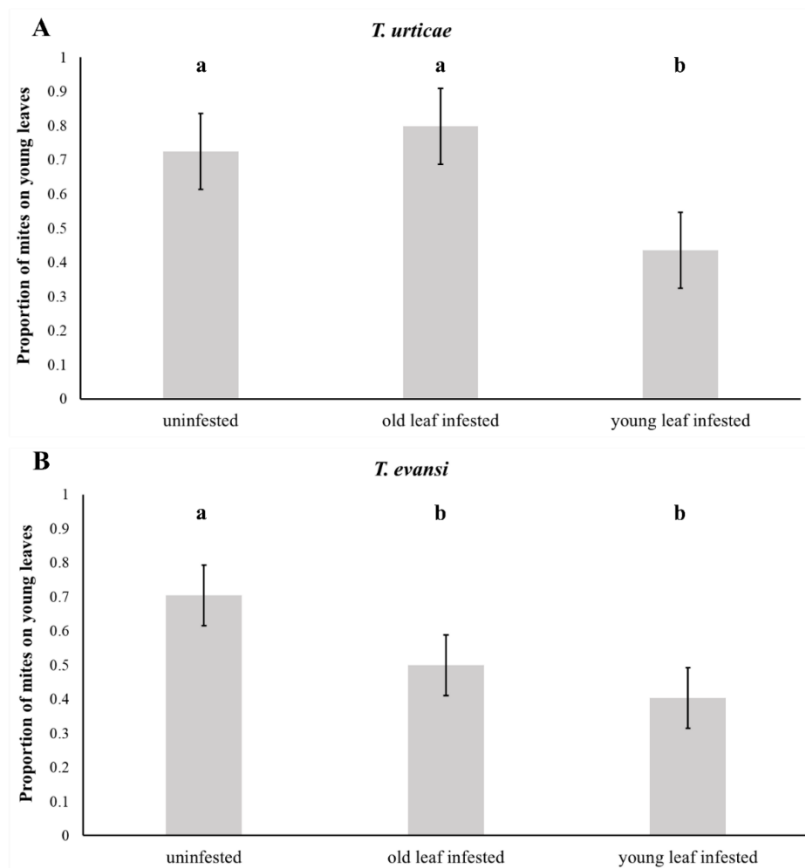 A
T. urticae
Proportion of mites on young leaves
1
0.9
0.8
0.7
0.6
0.5
0.4
0.3
0.2
0.1
0
a
a
b
uninfested
old leaf infested
young leaf infested
B
T. evansi
Proportion of mites on young leaves
1
0.9
0.8
0.7
0.6
0.5
0.4
0.3
0.2
0.1
0
a
b
b
uninfested
old leaf infested
young leaf infested